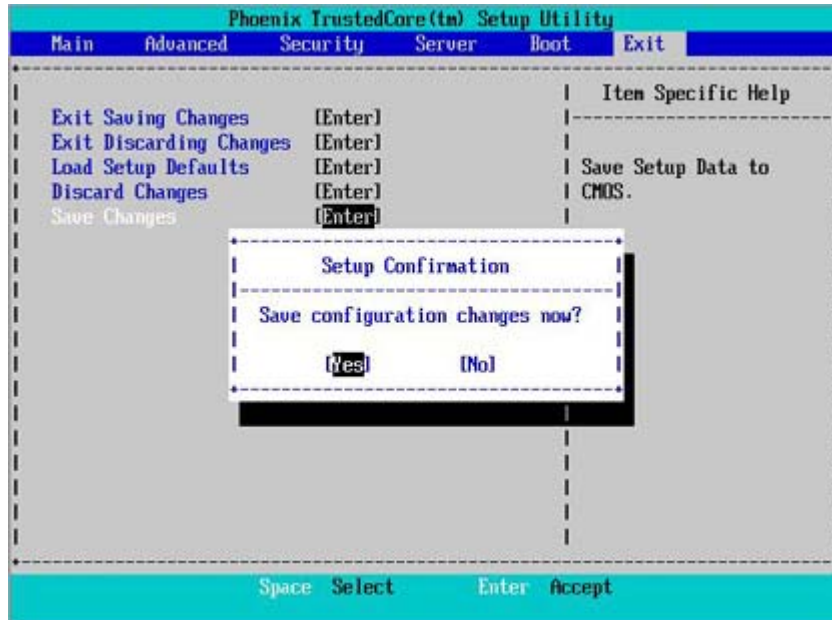 Phoenix TrustedCore(tm) Setup Utility
Main Advanced Security Server Boot Exit
Item Specific Help
Exit Saving Changes [Enter]
Exit Discarding Changes [Enter]
Load Setup Defaults [Enter]
Discard Changes [Enter]
Save Changes [Enter]
Save Setup Data to
CMOS.
Setup Confirmation
Save configuration changes now?
[Yes] [No]
Space Select Enter Accept